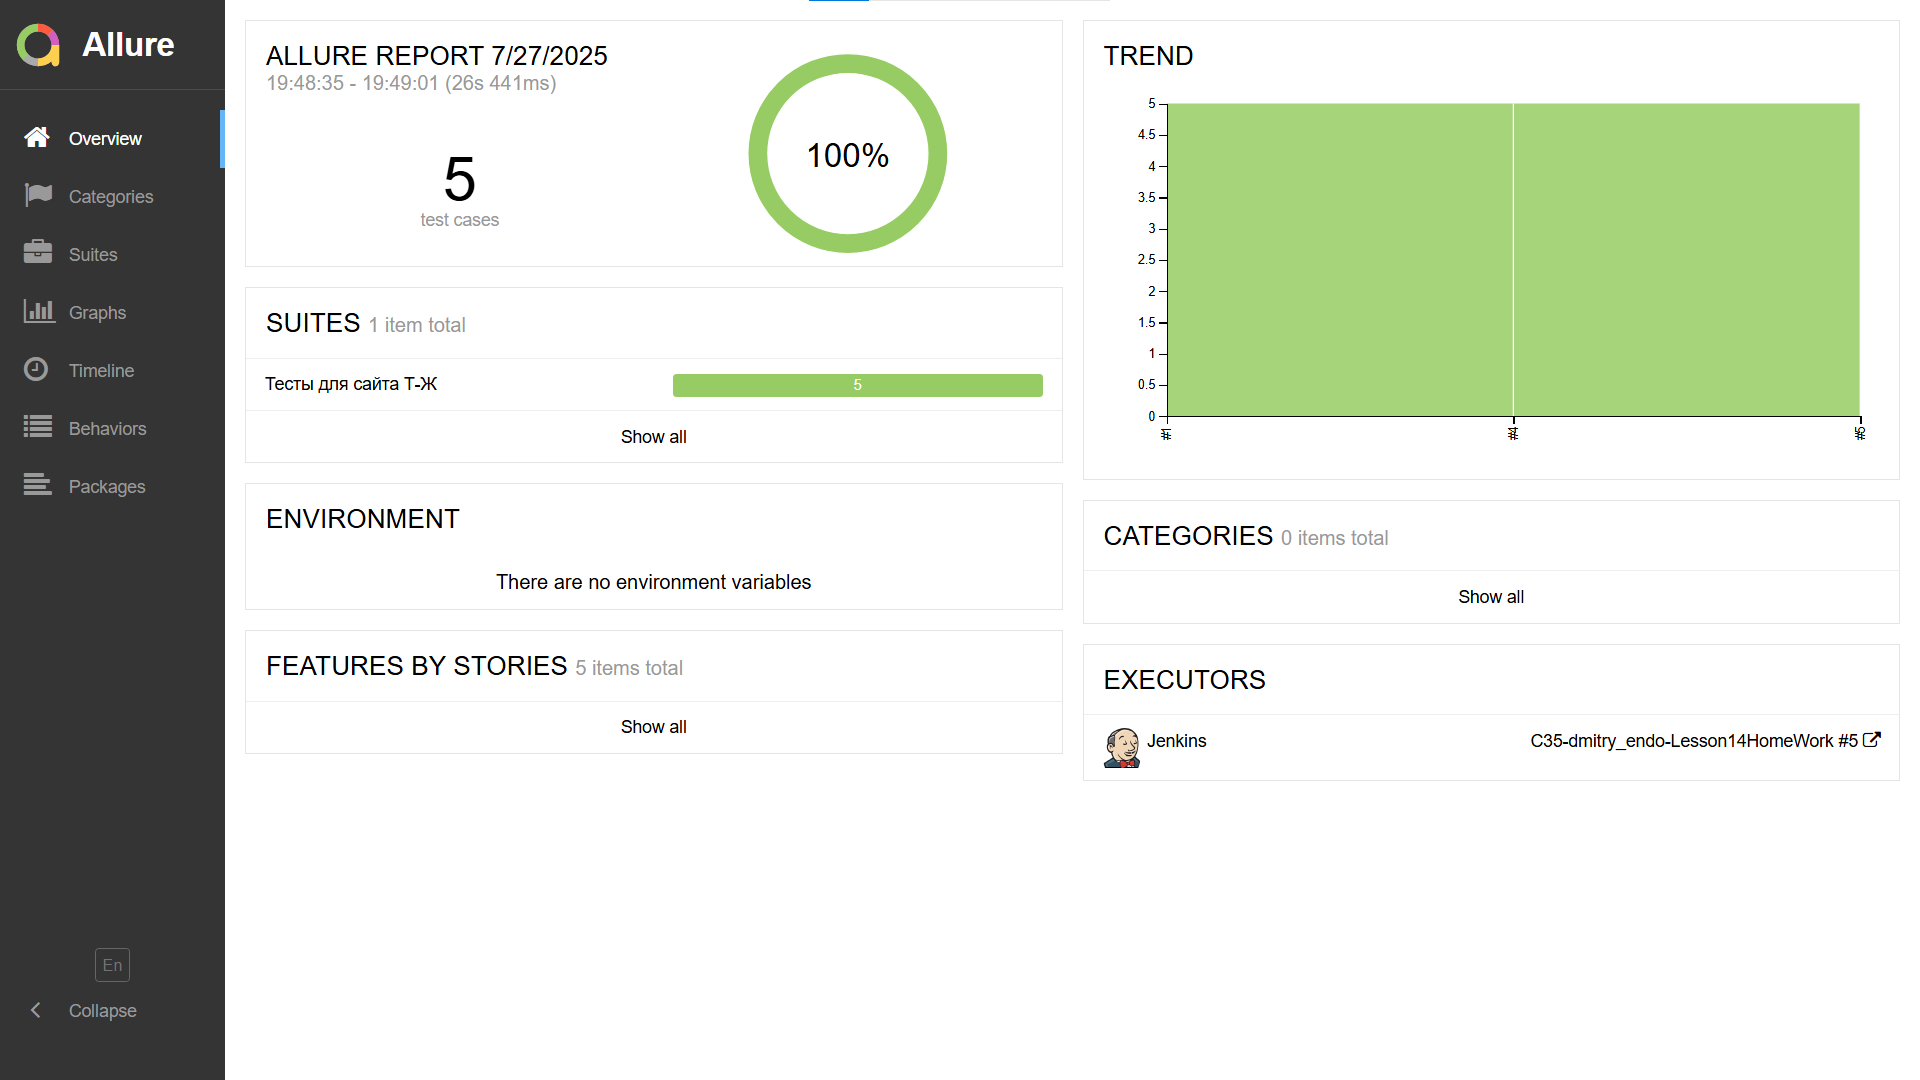 Allure
Overview
Categories
Suites
Graphs
Timeline
Behaviors
Packages
En
Collapse
ALLURE REPORT 7/27/2025
19:48:35 - 19:49:01 (26s 441ms)
5
test cases
100%
SUITES 1 item total
Тесты для сайта Т-Ж
5
Show all
ENVIRONMENT
There are no environment variables
FEATURES BY STORIES 5 items total
Show all
TREND
5
4.5
4
3.5
3
2.5
2
1.5
1
0.5
0
#5
CATEGORIES 0 items total
Show all
EXECUTORS
Jenkins
C35-dmitry_endo-Lesson14HomeWork #5